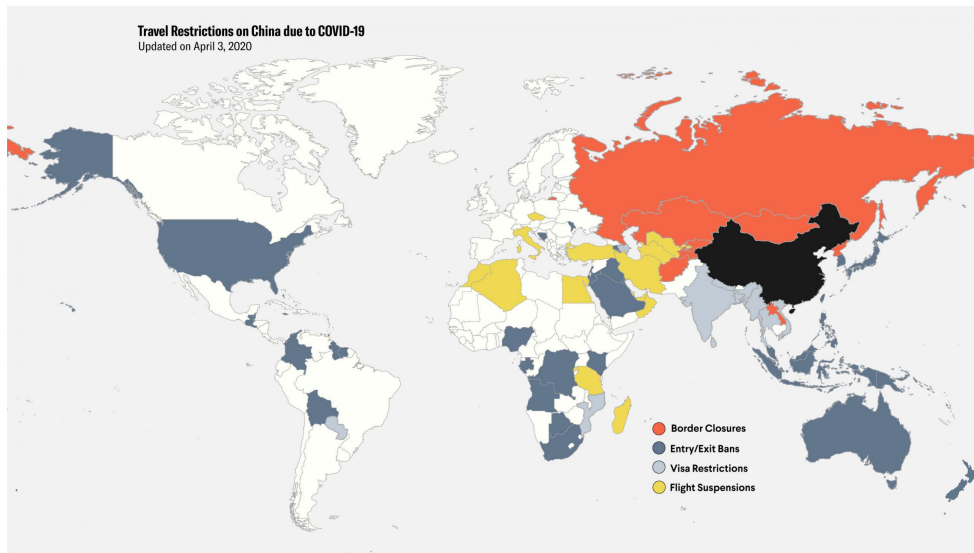 Travel Restrictions on China due to COVID-19
Updated on April 3, 2020
Border Closures
Entry/Exit Bans
Visa Restrictions
Flight Suspensions